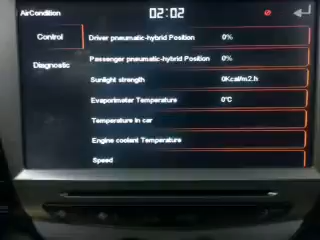 AirCondition 02:02
Control
Driver pneumatic-hybrid Position 0%
Passenger pneumatic-hybrid Position 0%
Diagnostic
Sunlight strength 0Kcal/m2.h
Evaporimeter Temperature 0°C
Temperature in car
Engine coolant Temperature
Speed